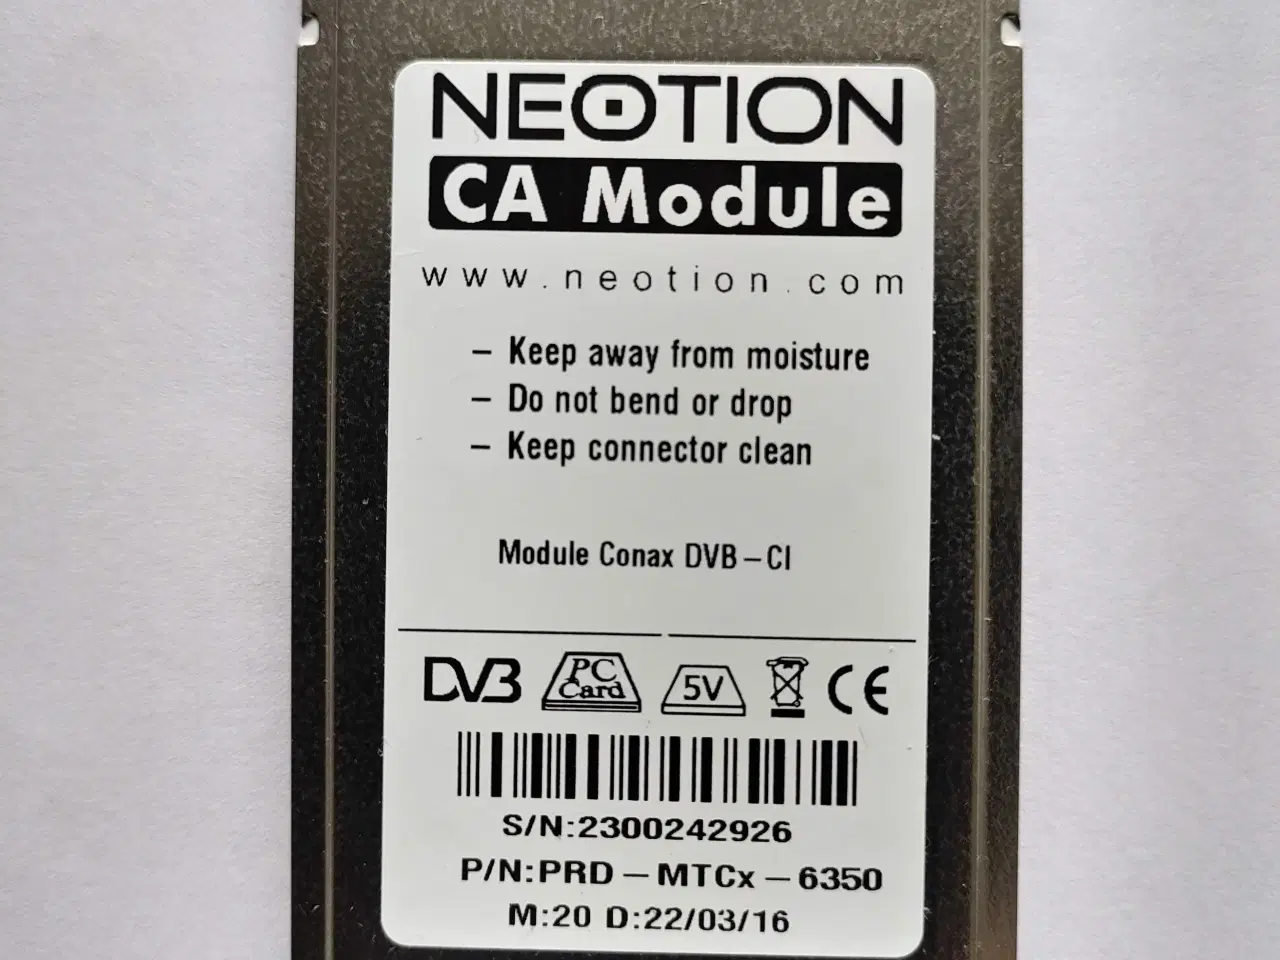 NEOTION
CA Module
www.neotion.com
– Keep away from moisture
– Do not bend or drop
– Keep connector clean
Module Conax DVB–CI
DVB PC Card 5V CE
S/N:2300242926
P/N:PRD–MTCx–6350
M:20 D:22/03/16